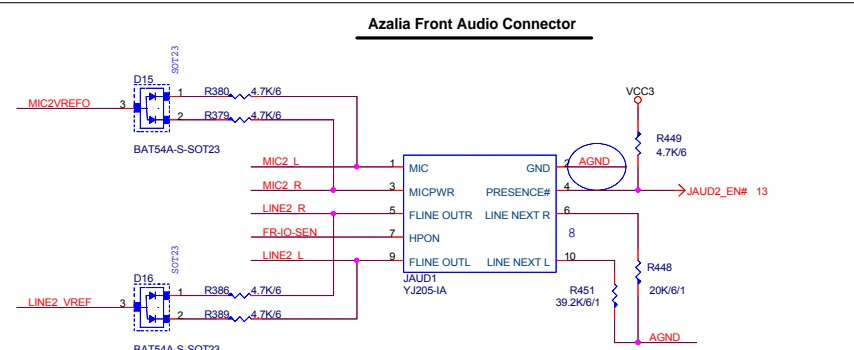 Azalia Front Audio Connector
SOT23
D15
MIC2VREFO
3
1
R380
4.7K/6
2
R379
4.7K/6
BAT54A-S-SOT23
VCC3
R449
4.7K/6
MIC2 L
1
MIC
GND
2
AGND
MIC2 R
3
MICPWR
PRESENCE#
4
JAUD2_EN# 13
LINE2 R
5
FLINE OUTR
LINE NEXT R
6
FR-IO-SEN
7
HPON
8
LINE2 L
9
FLINE OUTL
LINE NEXT L
10
JAUD1
YJ205-IA
SOT23
D16
LINE2_VREF
3
1
R386
4.7K/6
2
R389
4.7K/6
BAT54A-S-SOT23
R451
39.2K/6/1
R448
20K/6/1
AGND